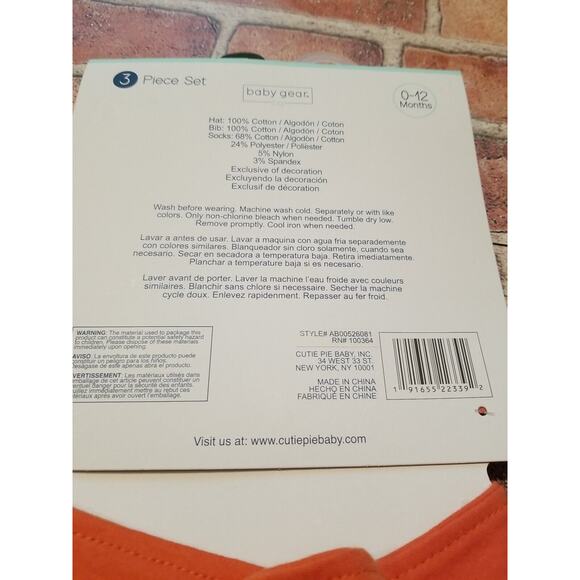 3 Piece Set
baby gear.
0-12
Months
Hat: 100% Cotton / Algodón / Coton
Bib: 100% Cotton / Algodón / Coton
Socks: 68% Cotton / Algodón / Cotton
24% Polyester / Poliester
5% Nylon
3% Spandex
Exclusive of decoration
Excluyendo la decoración
Exclusif de décoration
Wash before wearing. Machine wash cold. Separately or with like
colors. Only non-chlorine bleach when needed. Tumble dry low.
Remove promptly. Cool iron when needed.
Lavar a antes de usar. Lavar a maquina con agua fria separademente
con colores similares. Blanqueador sin cloro solamente, cuando sea
necesario. Secar en secadora a temperatura baja. Retira imediatamente.
Planchar a temperatura baja si es necesario.
Laver avant de porter. Laver la machine l'eau froide avec couleurs
similaires. Blanchir sans chlore si necessaire. Secher la machine
cycle doux. Enlevez rapidement. Repasser au fer froid.
WARNING: The material used to package this
product can constitute a potential safety hazard
to children. Please dispose of these materials
immediately upon opening.
AVISO: La envoltura de este producto puede
constituir un peligro para los niños.
Deságase de este apenas abra el producto.
VERTISSEMENT: Les matériaux utilisés dans
emballage de cet article peuvent constituer un
entuel danger pour la sécurité des enfants.
uillez immédiatement mettre au rebut ces
tériaux après avoir ouvert l'emballage.
STYLE# AB00526081
RN# 100364
CUTIE PIE BABY, INC.
34 WEST 33 ST.
NEW YORK, NY 10001
MADE IN CHINA
HECHO EN CHINA
FABRIQUÉ EN CHINE
1 91655 22339 2
Visit us at: www.cutiepiebaby.com